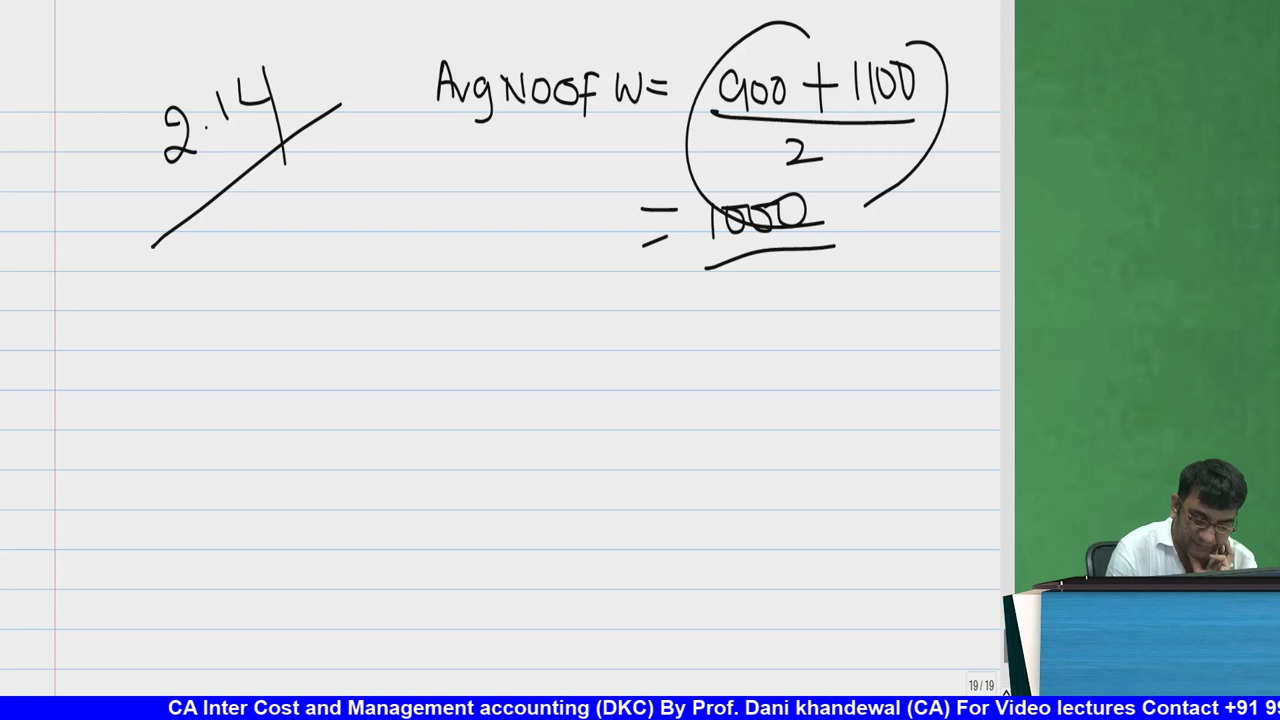 2.14
Avg No of W = 900 + 1100
2
= 1000
19/19
CA Inter Cost and Management accounting (DKC) By Prof. Dani khandewal (CA) For Video lectures Contact +91 9